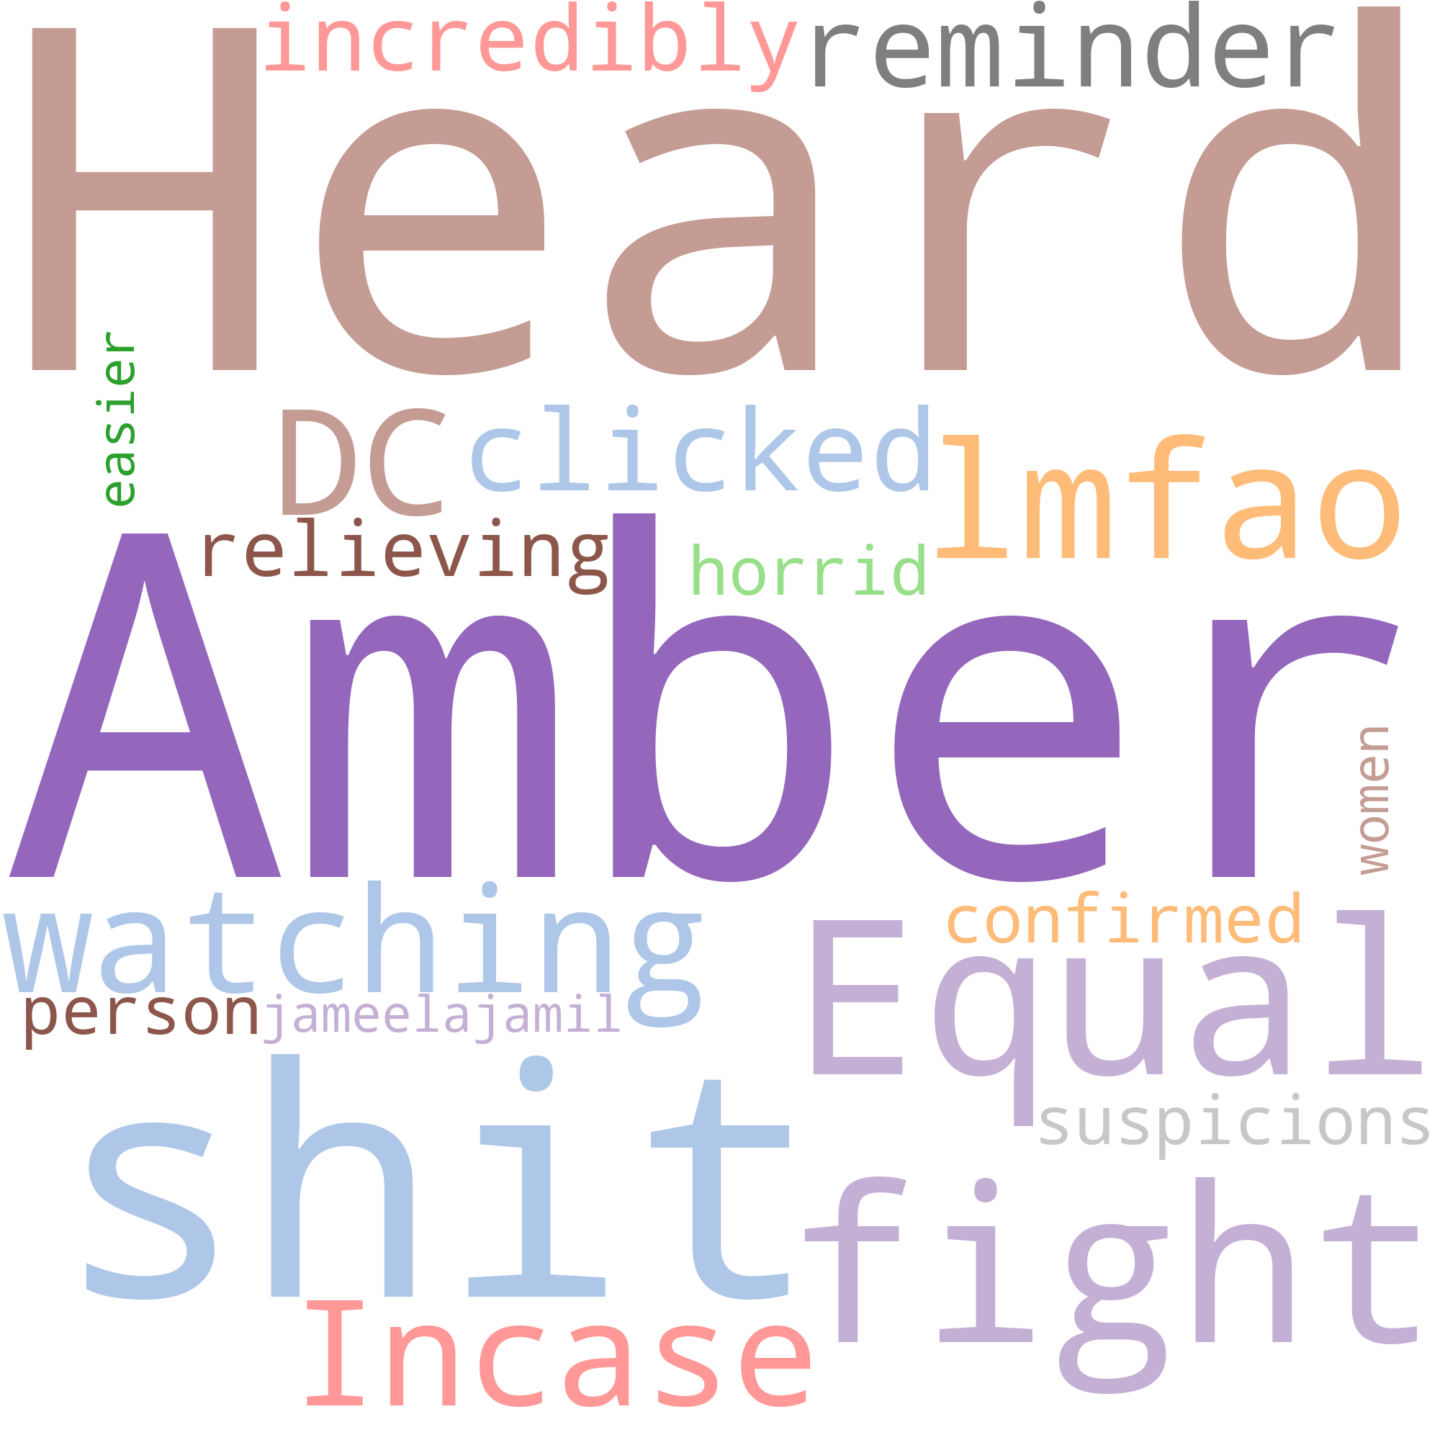 incredibly
reminder
Heard
easier
DC
clicked
lmfao
relieving
horrid
Amber
women
watching
confirmed
Equal
person
jameelajamil
suspicions
shit
fight
Incase